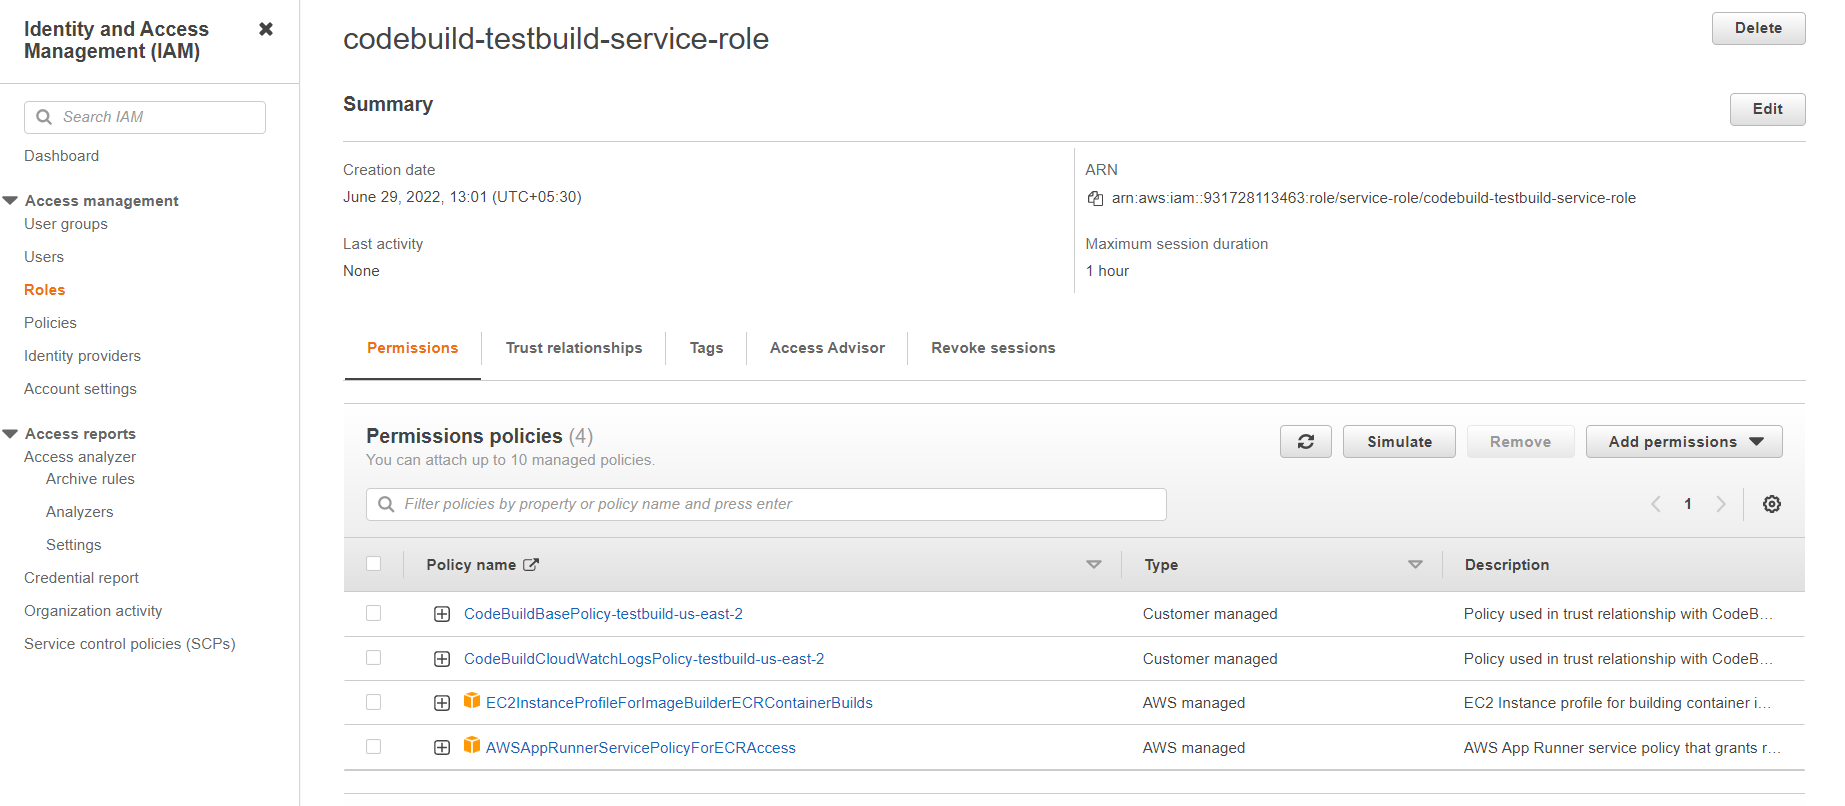 Identity and Access
Management (IAM)
Search IAM
Dashboard
Access management
User groups
Users
Roles
Policies
Identity providers
Account settings
Access reports
Access analyzer
Archive rules
Analyzers
Settings
Credential report
Organization activity
Service control policies (SCPs)
codebuild-testbuild-service-role
Delete
Summary
Edit
Creation date
June 29, 2022, 13:01 (UTC+05:30)
ARN
arn:aws:iam::931728113463:role/service-role/codebuild-testbuild-service-role
Last activity
None
Maximum session duration
1 hour
Permissions
Trust relationships
Tags
Access Advisor
Revoke sessions
Permissions policies (4)
You can attach up to 10 managed policies.
Simulate
Remove
Add permissions
Filter policies by property or policy name and press enter
1
Policy name
Type
Description
CodeBuildBasePolicy-testbuild-us-east-2
Customer managed
Policy used in trust relationship with CodeB...
CodeBuildCloudWatchLogsPolicy-testbuild-us-east-2
Customer managed
Policy used in trust relationship with CodeB...
EC2InstanceProfileForImageBuilderECRContainerBuilds
AWS managed
EC2 Instance profile for building container i...
AWSAppRunnerServicePolicyForECRAccess
AWS managed
AWS App Runner service policy that grants r...